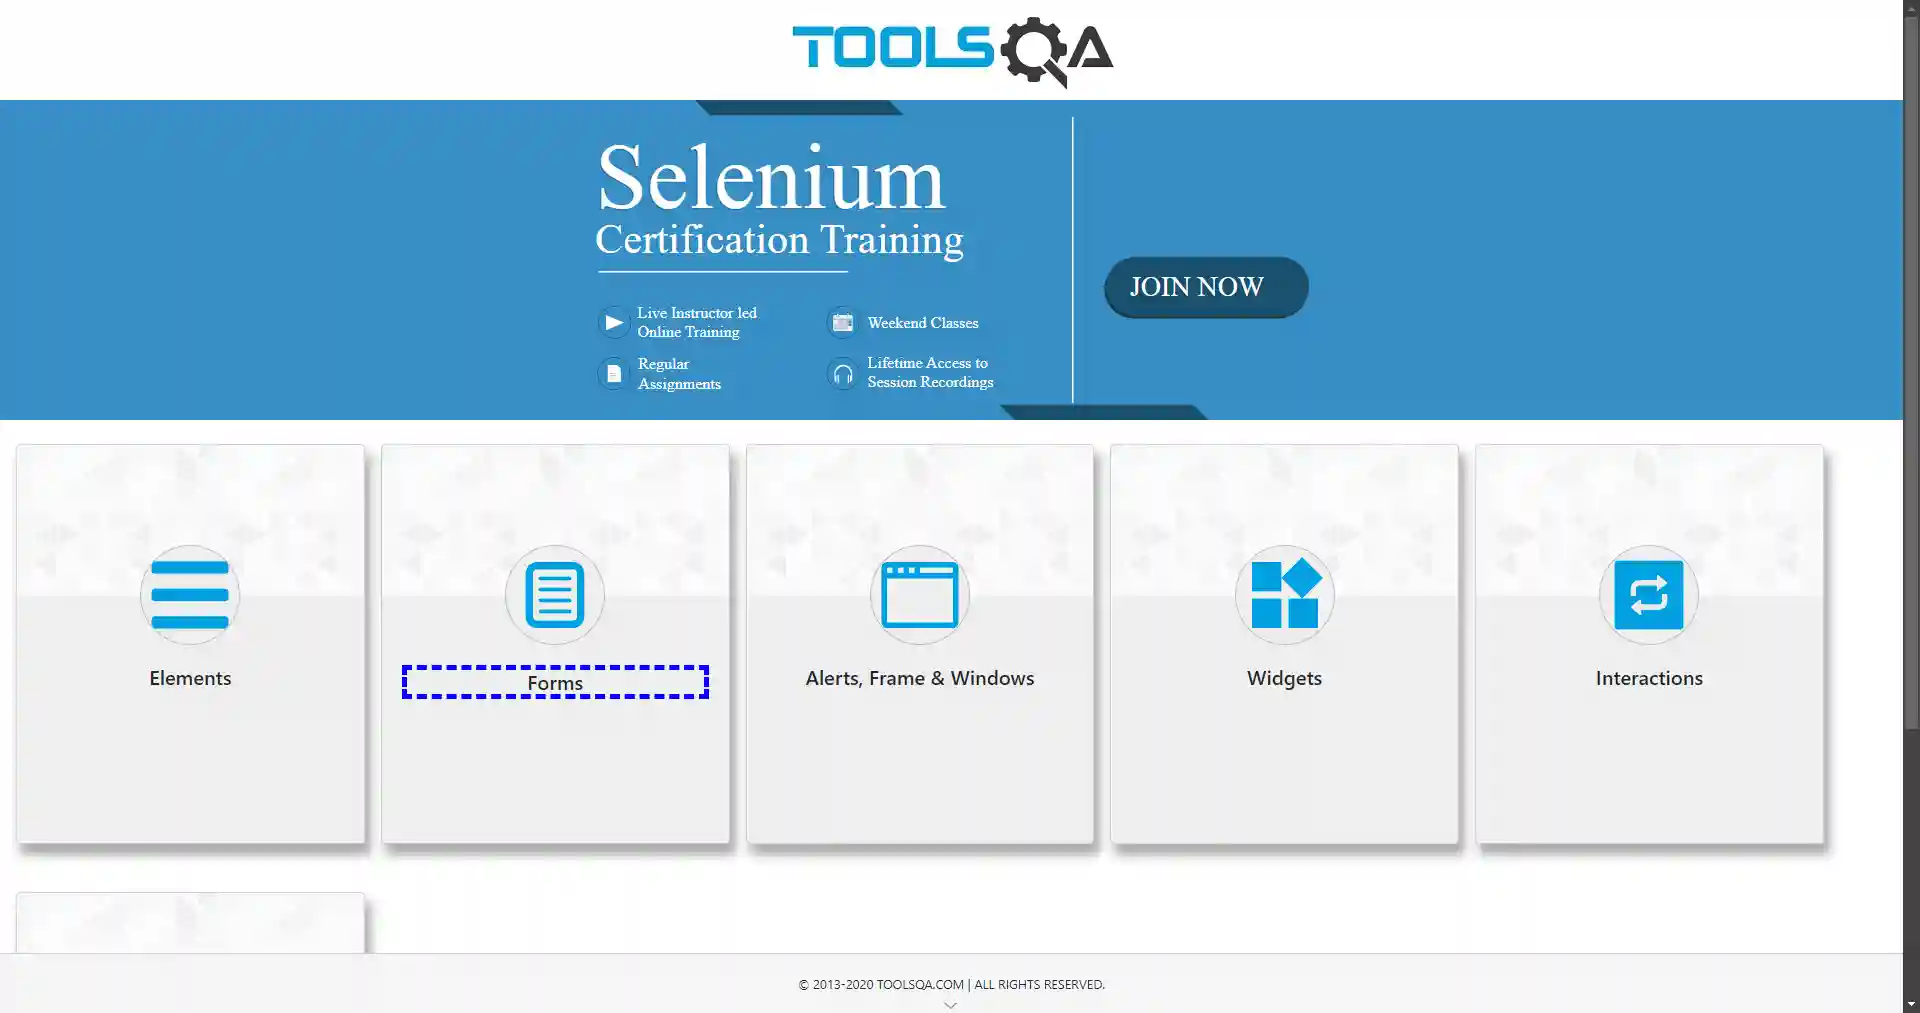 TOOLSQA
Selenium
Certification Training
JOIN NOW
Live Instructor led
Online Training
Weekend Classes
Regular
Assignments
Lifetime Access to
Session Recordings
Elements
Forms
Alerts, Frame & Windows
Widgets
Interactions
© 2013-2020 TOOLSQA.COM | ALL RIGHTS RESERVED.